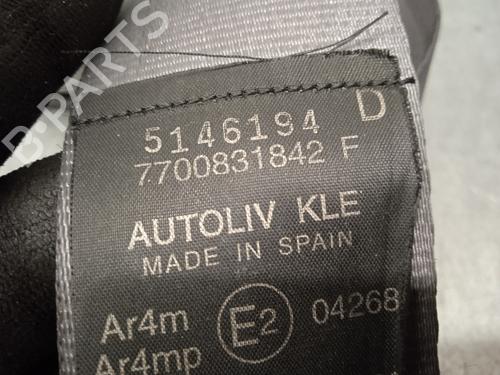 B-PARTS
5146194 D
7700831842 F
AUTOLIV KLE
MADE IN SPAIN
Ar4m E2 04268
Ar4mp